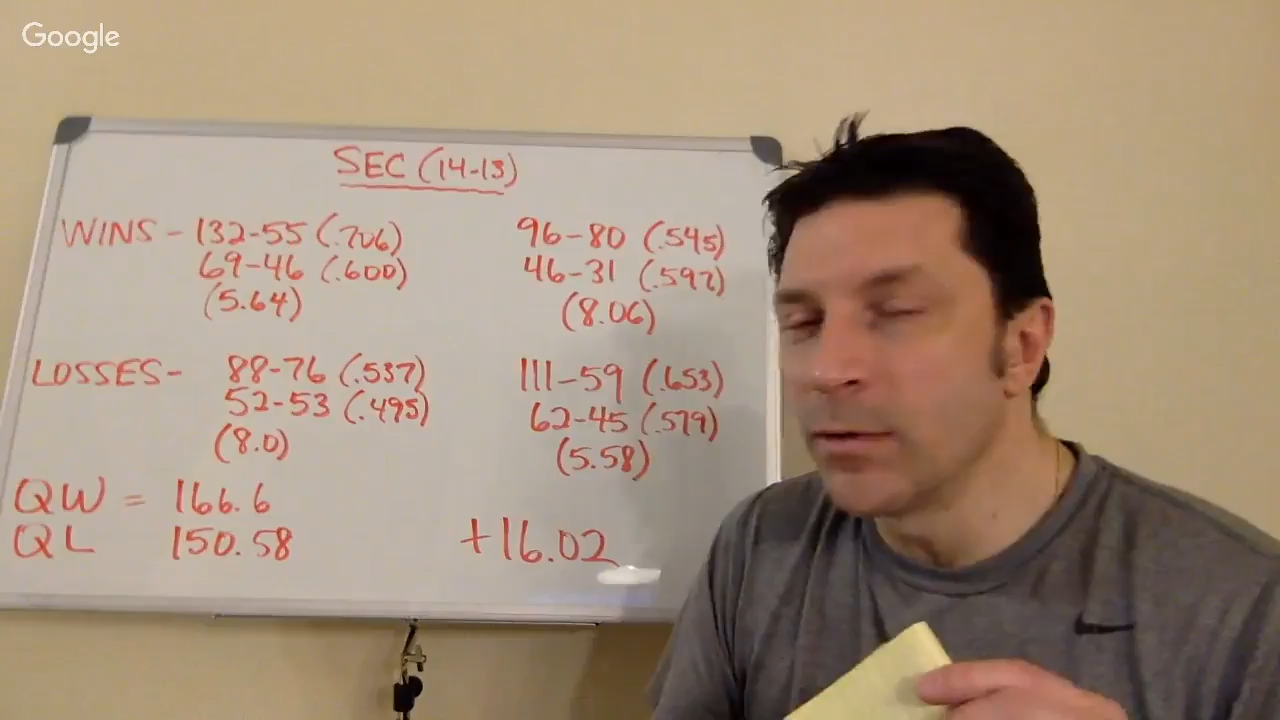 Google
SEC (14-13)
WINS - 132-55 (.706)
69-46 (.600)
(5.64)
96-80 (.545)
46-31 (.597)
(8.06)
LOSSES - 88-76 (.537)
52-53 (.495)
(8.0)
111-59 (.653)
62-45 (.579)
(5.58)
QW = 166.6
QL 150.58
+16.02